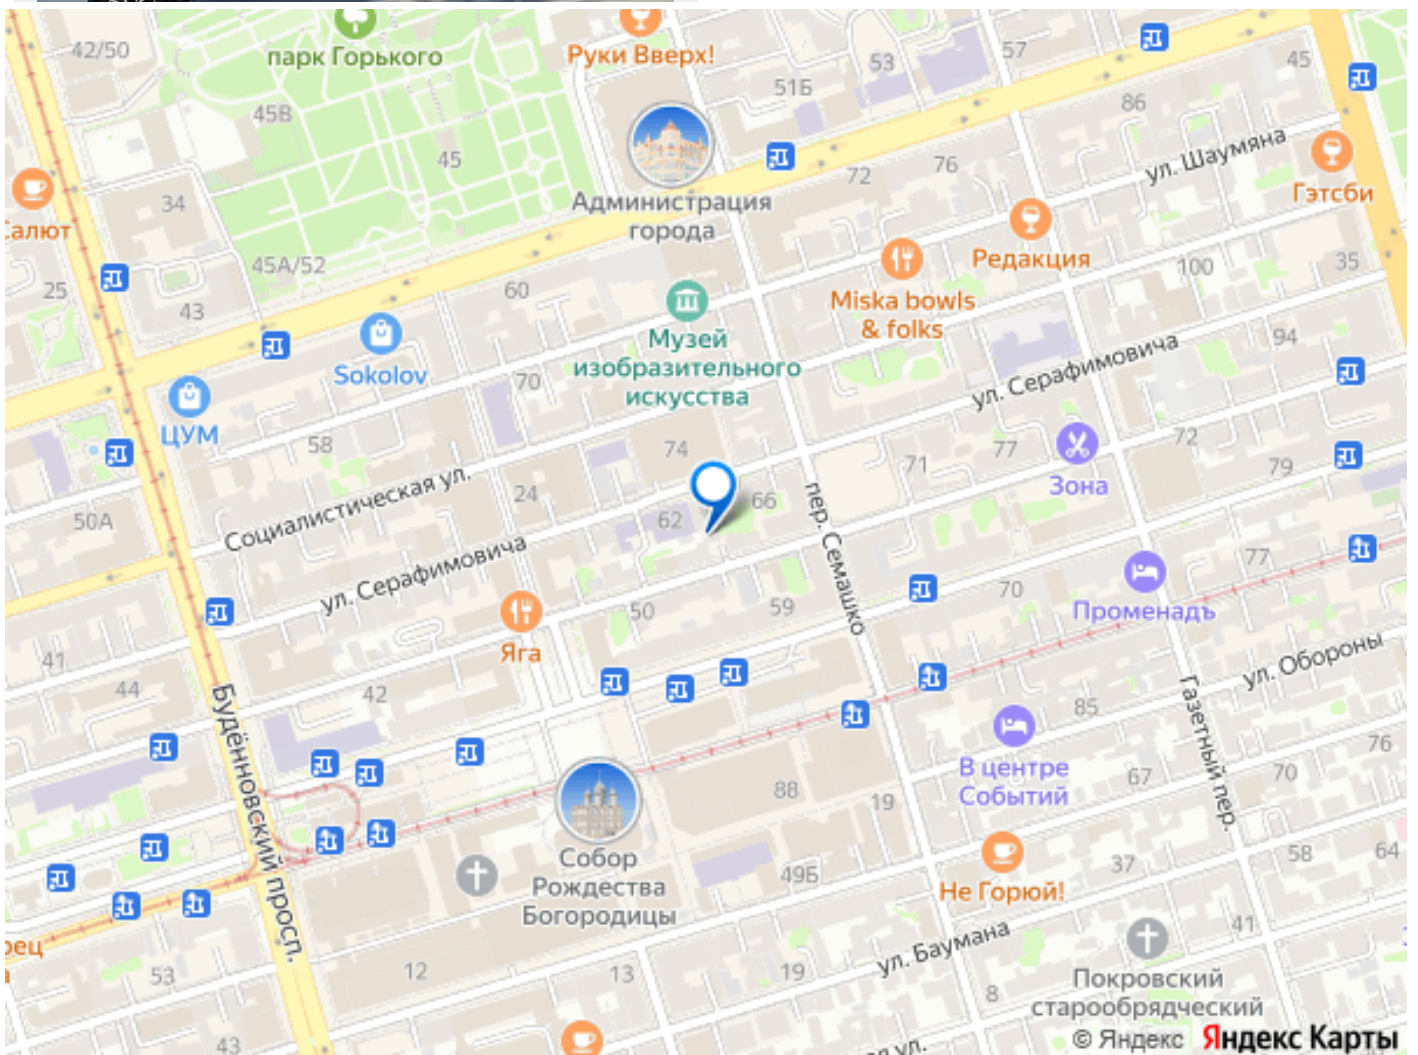 42/50
парк Горького
Руки Вверх!
53
57
45
51Б
86
45В
45
ул. Шаумяна
76
72
Гэтсби
34
Администрация
города
Редакция
45А/52
100
35
25
43
60
Miska bowls
& folks
Музей
изобразительного
искусства
94
Sokolov
70
ул. Серафимовича
ЦУМ
58
74
72
77
71
79
Зона
Социалистическая ул.
24
66
50А
62
пер. Семашко
ул. Серафимовича
77
70
50
59
Променадъ
Яга
41
44
42
ул. Обороны
Будённовский просп.
85
Газетный пер.
76
В центре
Событий
67
70
88
19
Собор
Рождества
Богородицы
49Б
37
58
64
Не Горюй!
41
ул. Баумана
53
12
13
19
8
Покровский
старообрядческий
43
© Яндекс Яндекс Карты